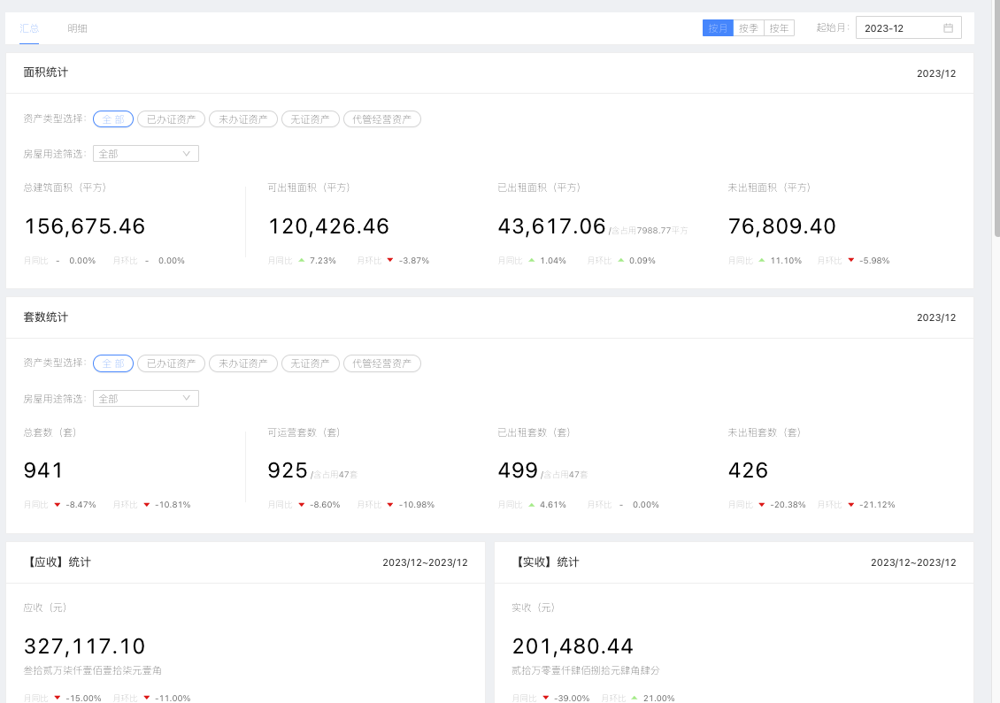 汇总 明细 按月 按季 按年 起始月: 2023-12
面积统计 2023/12
资产类型选择: 全部 已办证资产 未办证资产 无证资产 代管经营资产
房屋用途筛选: 全部
总建筑面积（平方） 可出租面积（平方） 已出租面积（平方） 未出租面积（平方）
156,675.46 120,426.46 43,617.06 /含占用7988.77平方 76,809.40
月同比 - 0.00% 月环比 - 0.00% 月同比 7.23% 月环比 -3.87% 月同比 1.04% 月环比 0.09% 月同比 11.10% 月环比 -5.98%
套数统计 2023/12
资产类型选择: 全部 已办证资产 未办证资产 无证资产 代管经营资产
房屋用途筛选: 全部
总套数（套） 可运营套数（套） 已出租套数（套） 未出租套数（套）
941 925 /含占用47套 499 /含占用47套 426
月同比 -8.47% 月环比 -10.81% 月同比 -8.60% 月环比 -10.98% 月同比 4.61% 月环比 - 0.00% 月同比 -20.38% 月环比 -21.12%
【应收】统计 2023/12~2023/12 【实收】统计 2023/12~2023/12
应收（元） 实收（元）
327,117.10 201,480.44
叁拾贰万柒仟壹佰壹拾柒元壹角 贰拾万零壹仟肆佰捌拾元肆角肆分
月同比 -15.00% 月环比 -11.00% 月同比 -39.00% 月环比 21.00%